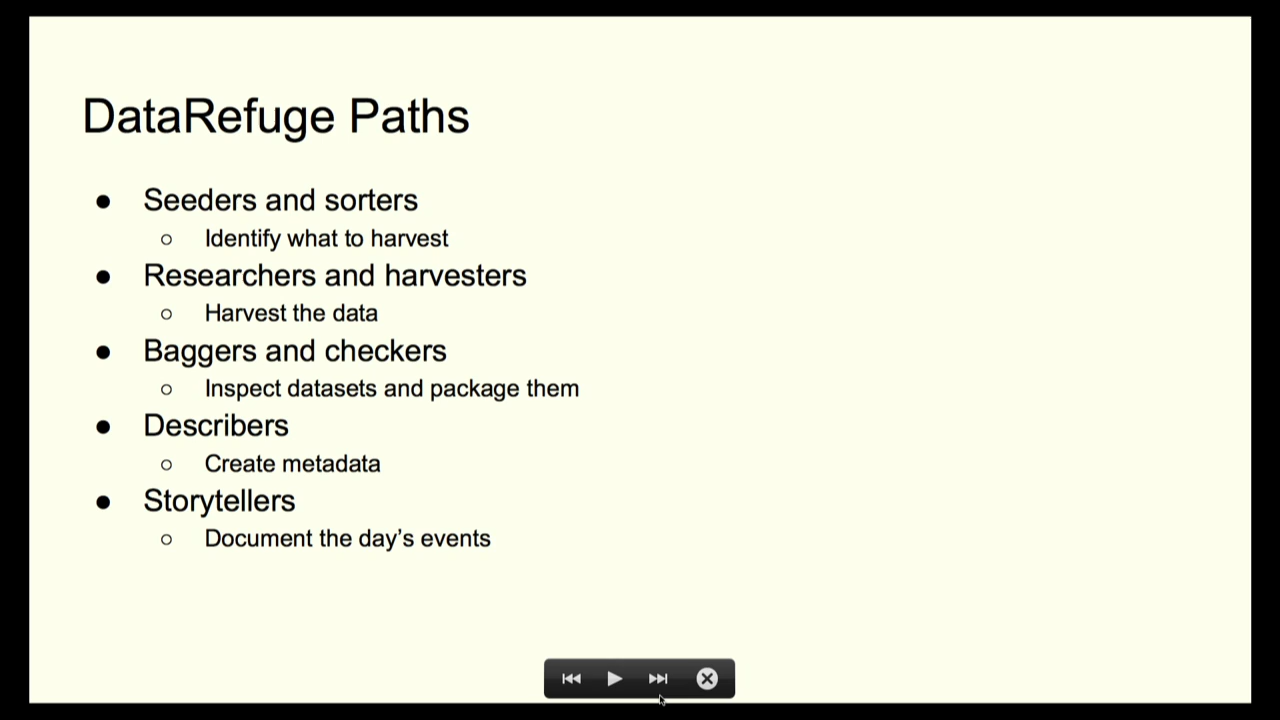 DataRefuge Paths
● Seeders and sorters
○ Identify what to harvest
● Researchers and harvesters
○ Harvest the data
● Baggers and checkers
○ Inspect datasets and package them
● Describers
○ Create metadata
● Storytellers
○ Document the day’s events